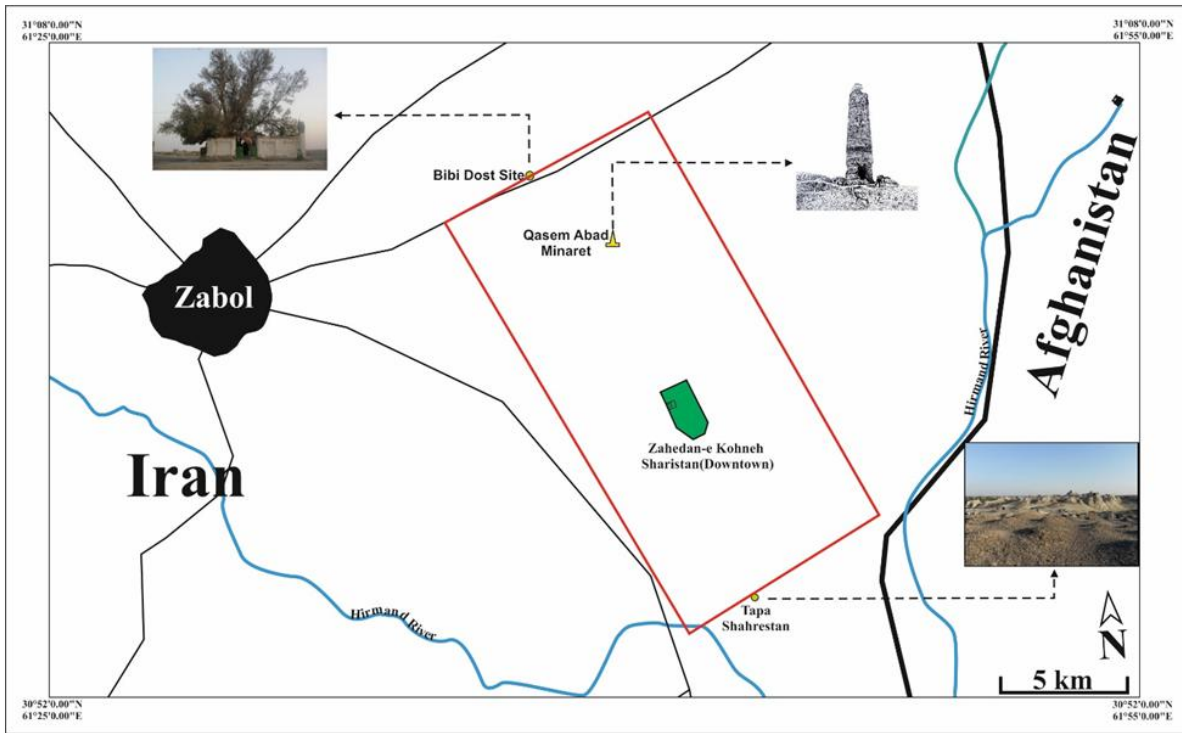 31°08'0.00"N
61°25'0.00"E
31°08'0.00"N
61°55'0.00"E
Bibi Dost Site
Qasem Abad
Minaret
Zabol
Afghanistan
Hirmand River
Zahedan-e Kohneh
Sharistan(Downtown)
Iran
Hirmand River
Tapa
Shahrestan
N
5 km
30°52'0.00"N
61°25'0.00"E
30°52'0.00"N
61°55'0.00"E